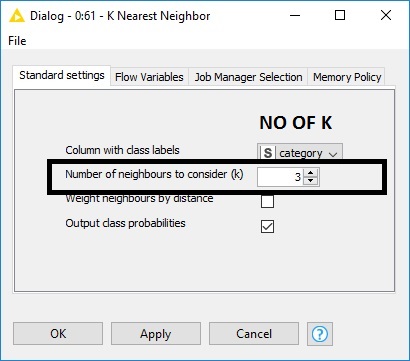 Dialog - 0:61 - K Nearest Neighbor
File
Standard settings Flow Variables Job Manager Selection Memory Policy
NO OF K
Column with class labels S category
Number of neighbours to consider (k) 3
Weight neighbours by distance
Output class probabilities
OK Apply Cancel ?